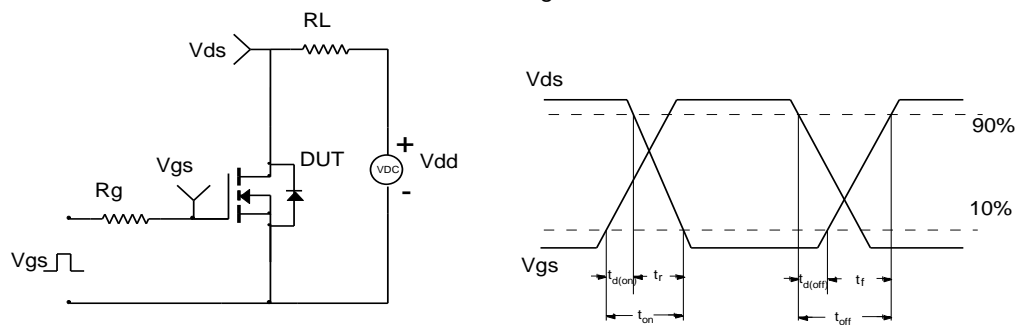 RL
Vds
Vgs
DUT
VDC
+
-
Vdd
Rg
Vgs
Vds
90%
10%
Vgs
td(on)
tr
td(off)
tf
ton
toff